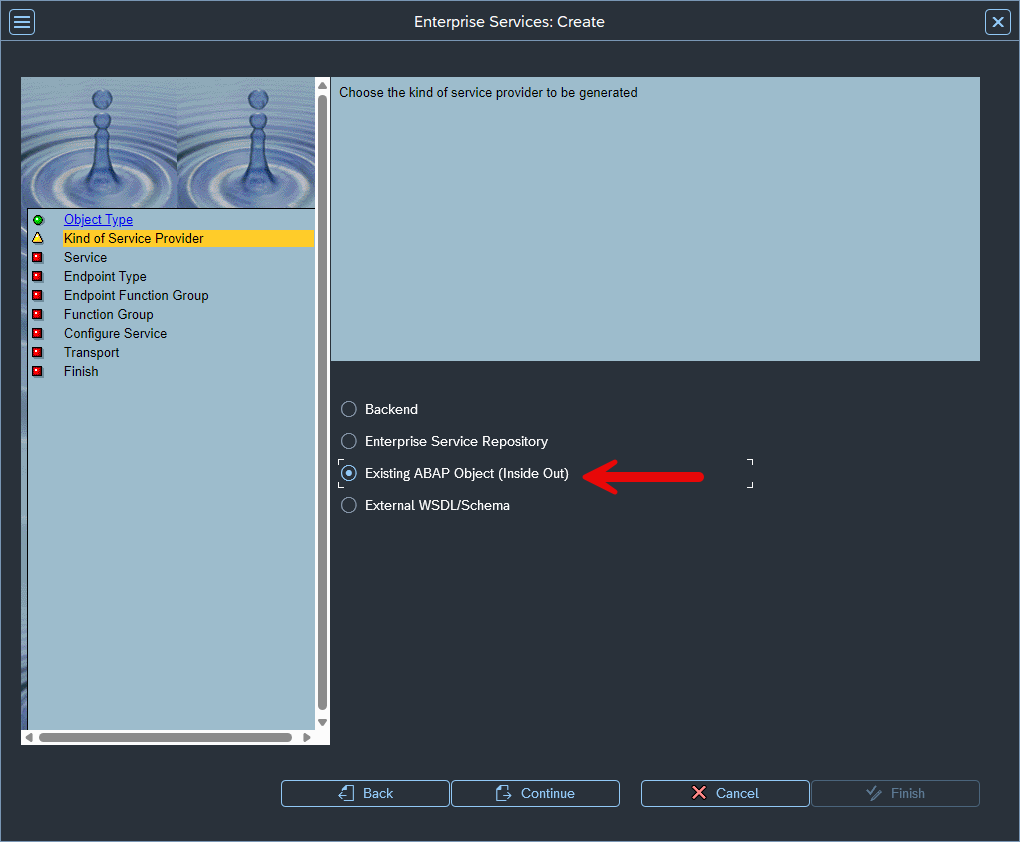 Enterprise Services: Create
Choose the kind of service provider to be generated
Object Type
Kind of Service Provider
Service
Endpoint Type
Endpoint Function Group
Function Group
Configure Service
Transport
Finish
Backend
Enterprise Service Repository
Existing ABAP Object (Inside Out)
External WSDL/Schema
Back
Continue
Cancel
Finish